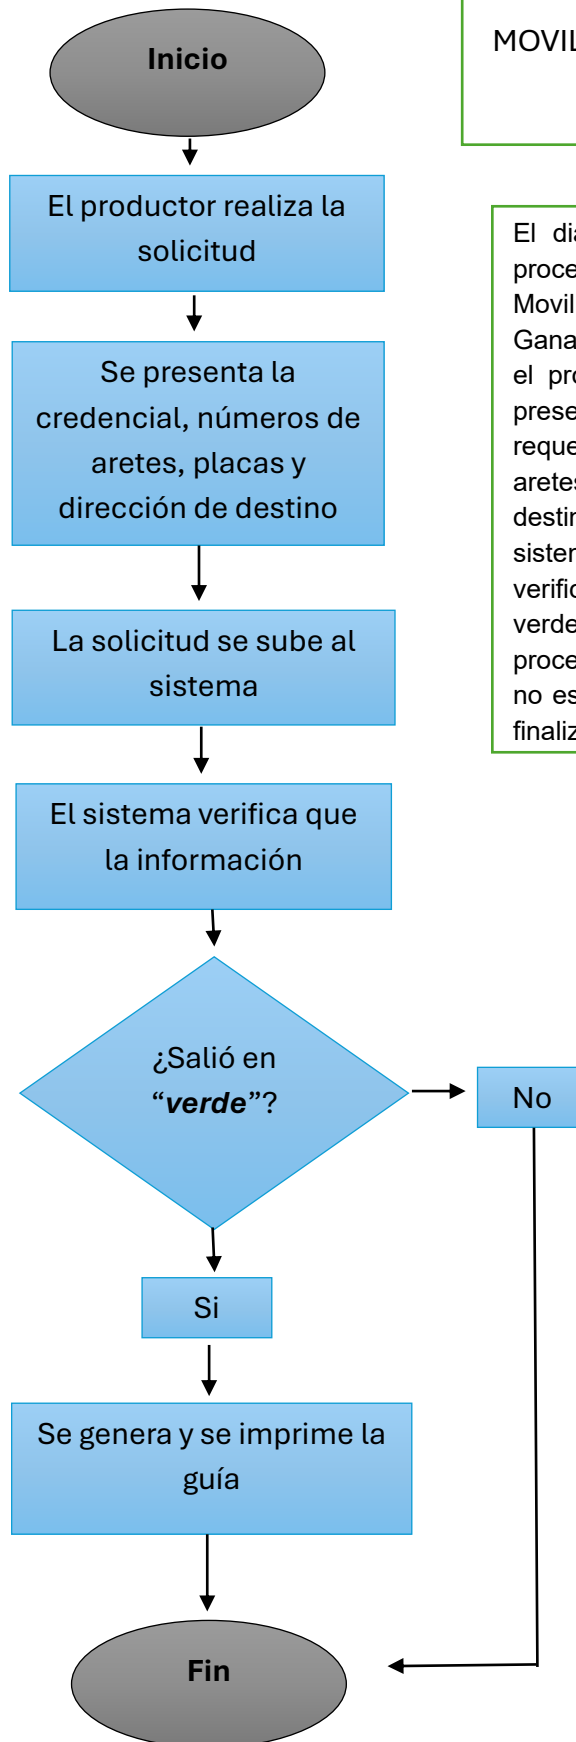 Inicio
MOVIL
El productor realiza la
solicitud
El
proce
Movil
Gana
el
prese
reque
aretes
destin
sister
verific
verde
proce
no es
finaliz
Se presenta la
credencial, números de
aretes, placas y
dirección de destino
La solicitud se sube al
sistema
El sistema verifica que
la información
¿Salió en
“verde”?
No
Si
Se genera y se imprime la
guía
Fin